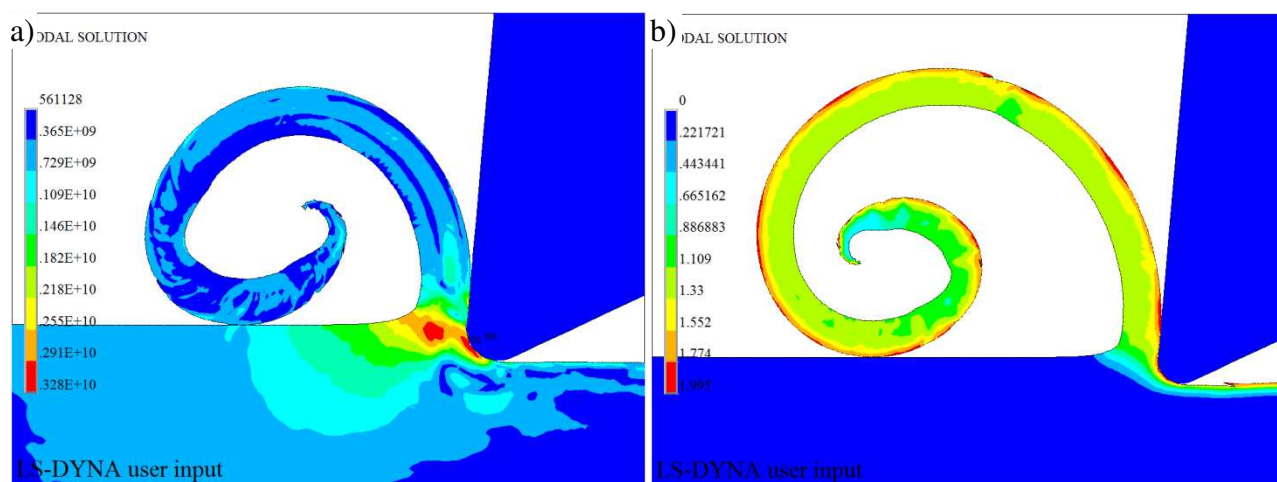 a)
ODAL SOLUTION
561128
.365E+09
.729E+09
.109E+10
.146E+10
.182E+10
.218E+10
.255E+10
.291E+10
.328E+10
LS-DYNA user input
b)
ODAL SOLUTION
0
.221721
.443441
.665162
.886883
1.109
1.33
1.552
1.774
1.995
LS-DYNA user input